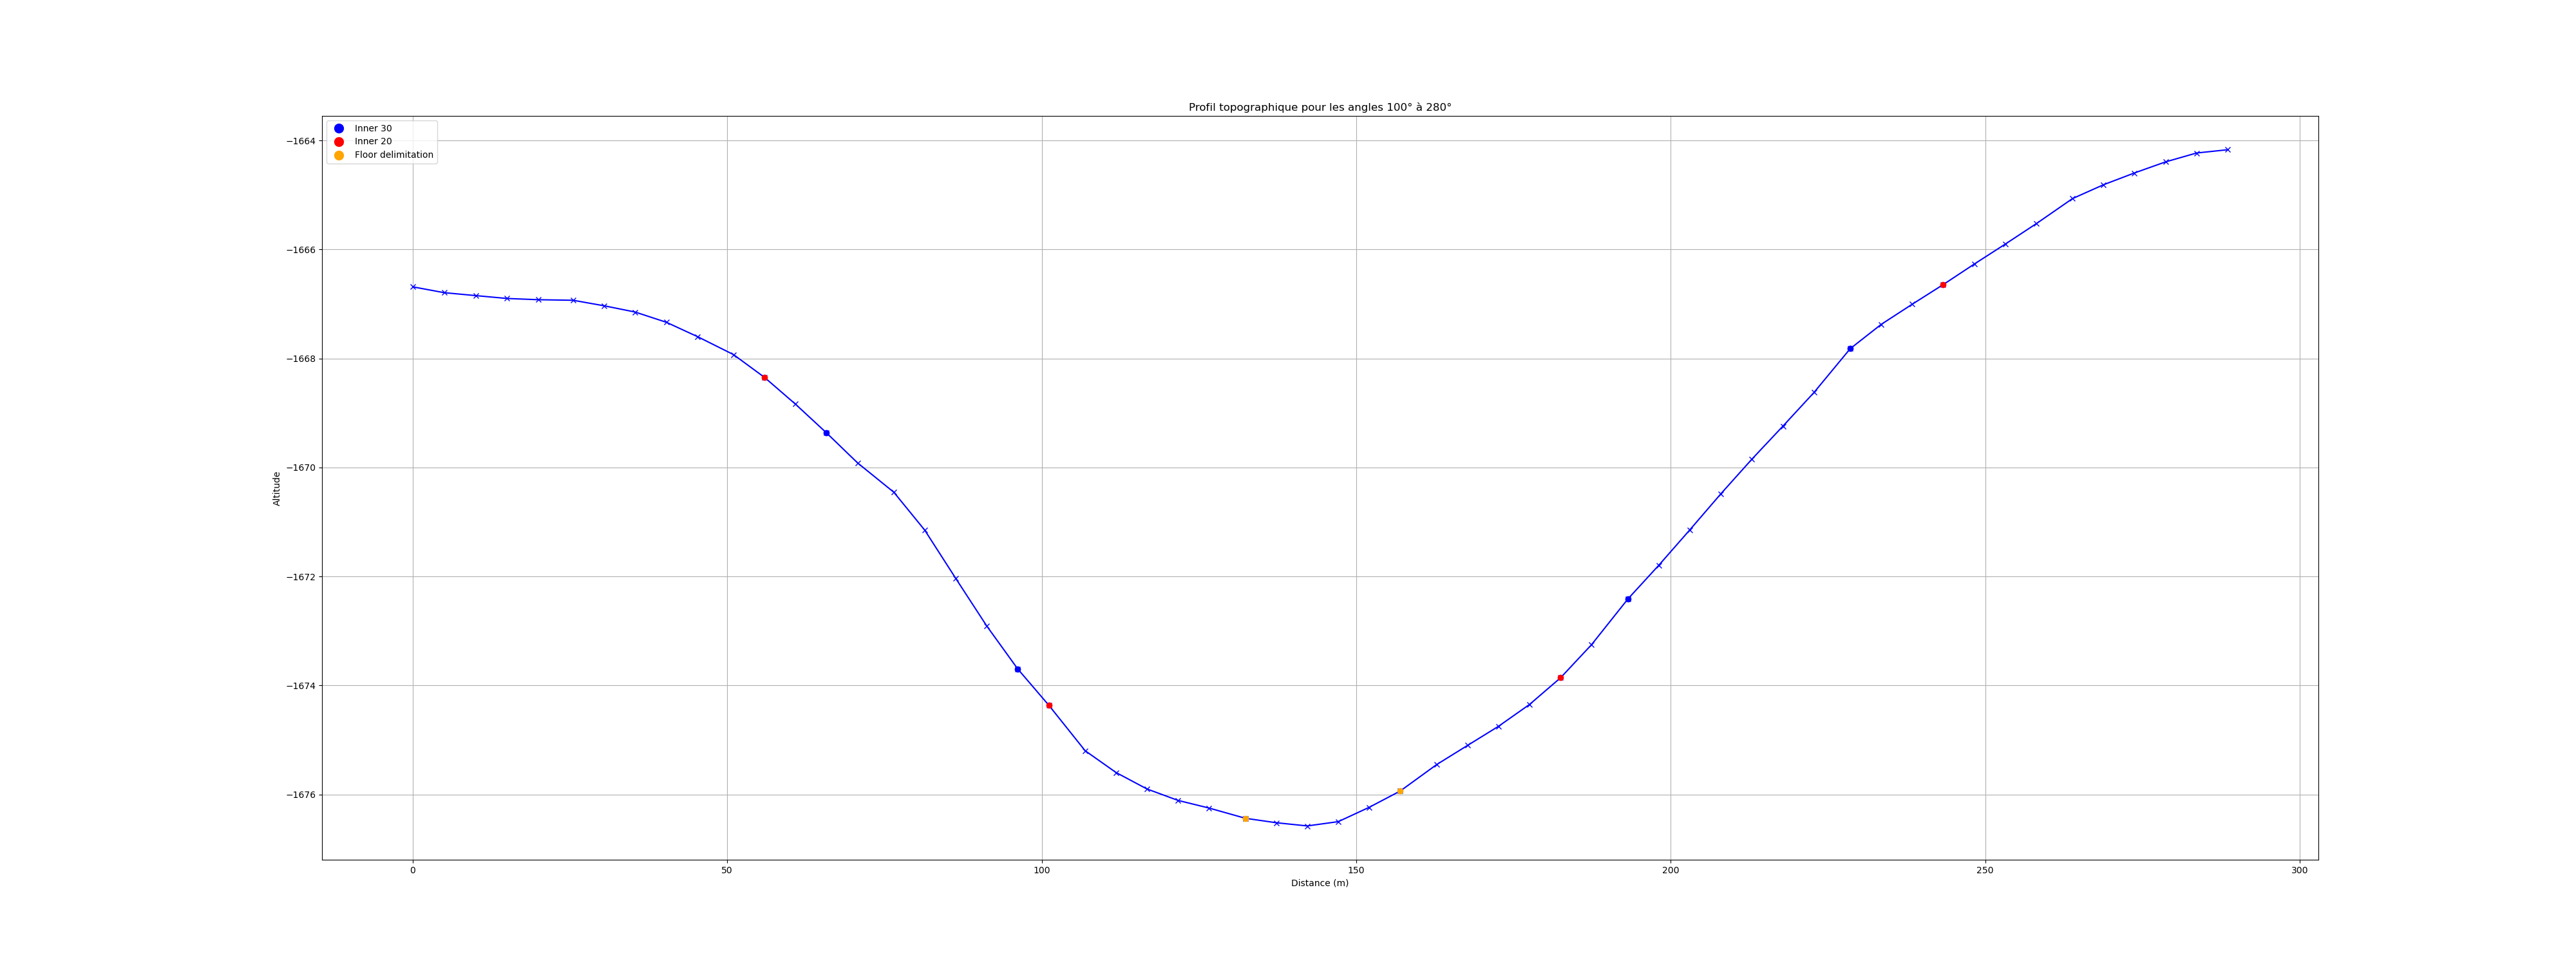 Profil topographique pour les angles 100° à 280°
Inner 30
Inner 20
Floor delimitation
−1664
−1666
−1668
−1670
−1672
−1674
−1676
Altitude
0 50 100 150 200 250 300
Distance (m)